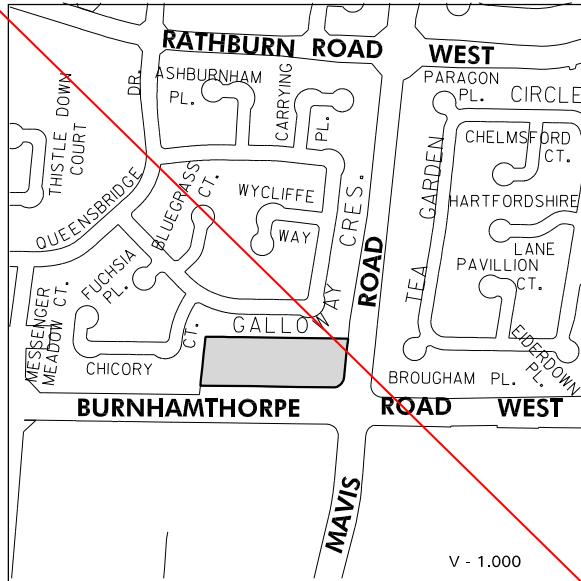 RATHBURN ROAD WEST
ASHBURNHAM
PL.
DR.
CARRYING
PL.
PARAGON
PL.
CIRCLE
THISTLE DOWN
COURT
CHELMSFORD
CT.
GARDEN
TEA
QUEENSBRIDGE
BLUEGRASS
CT.
WYCLIFFE
WAY
CRES.
HARTFORDSHIRE
LANE
PAVILLION
CT.
ROAD
FUCHSIA
PL.
MESSENGER
MEADOW CT.
GALLOWAY
CT.
CHICORY
EIDERDOWN
PL.
BROUGHAM PL.
BURNHAMTHORPE ROAD WEST
MAVIS
V - 1.000